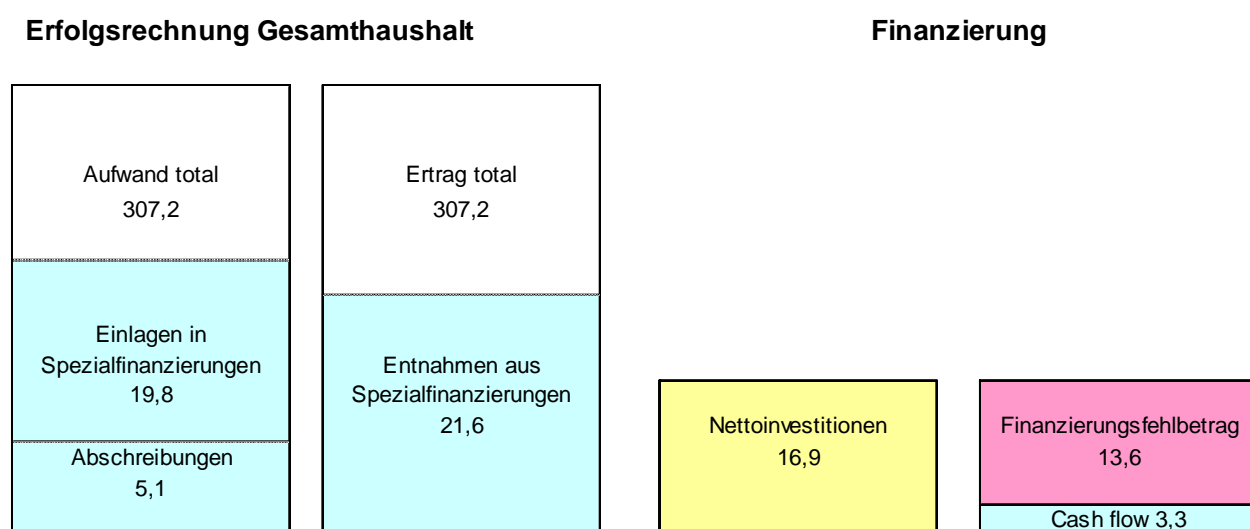 Erfolgsrechnung Gesamthaushalt
Finanzierung
Aufwand total
307,2
Ertrag total
307,2
Einlagen in
Spezialfinanzierungen
19,8
Entnahmen aus
Spezialfinanzierungen
21,6
Abschreibungen
5,1
Nettoinvestitionen
16,9
Finanzierungsfehlbetrag
13,6
Cash flow 3,3